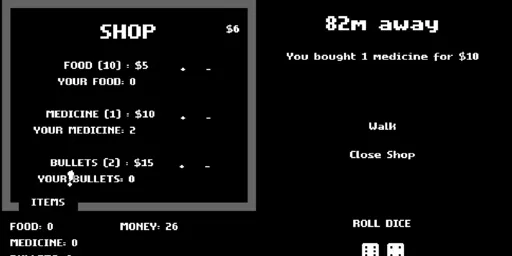 SHOP
$6
FOOD (10) : $5 + -
YOUR FOOD: 0
MEDICINE (1) : $10 + -
YOUR MEDICINE: 2
BULLETS (2) : $15 + -
YOUR BULLETS: 0
ITEMS
FOOD: 0
MONEY: 26
MEDICINE: 0
82m away
You bought 1 medicine for $10
Walk
Close Shop
ROLL DICE